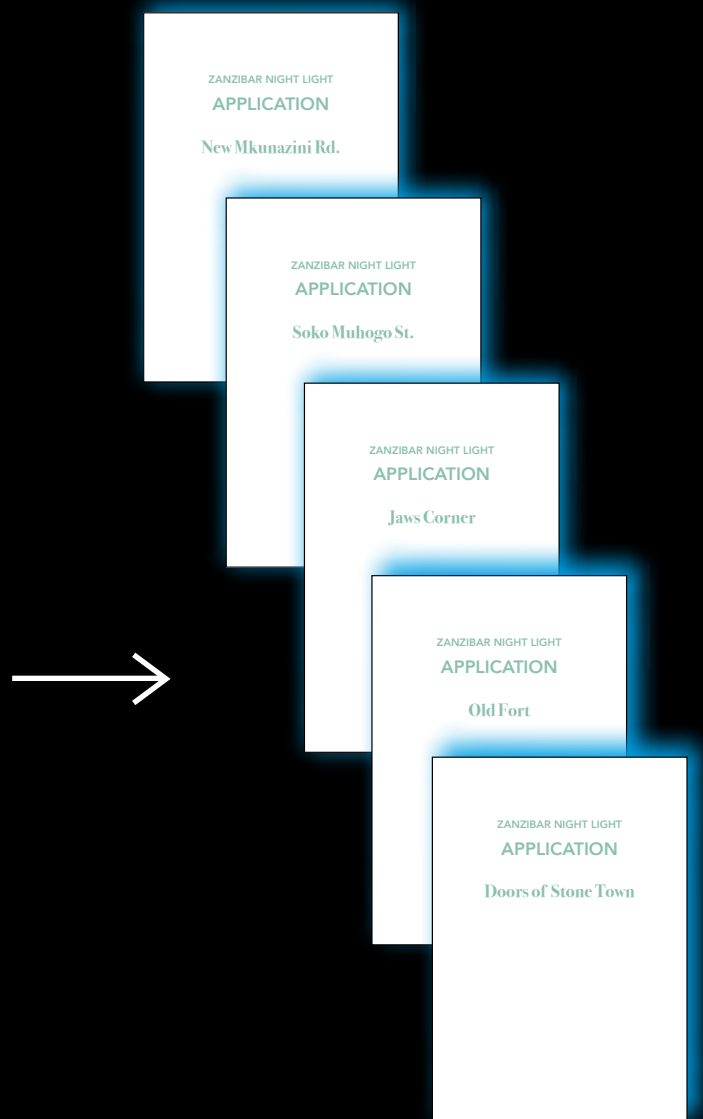 ZANZIBAR NIGHT LIGHT
APPLICATION
New Mkunazini Rd.
ZANZIBAR NIGHT LIGHT
APPLICATION
Soko Muhogo St.
ZANZIBAR NIGHT LIGHT
APPLICATION
Jaws Corner
ZANZIBAR NIGHT LIGHT
APPLICATION
Old Fort
ZANZIBAR NIGHT LIGHT
APPLICATION
Doors of Stone Town